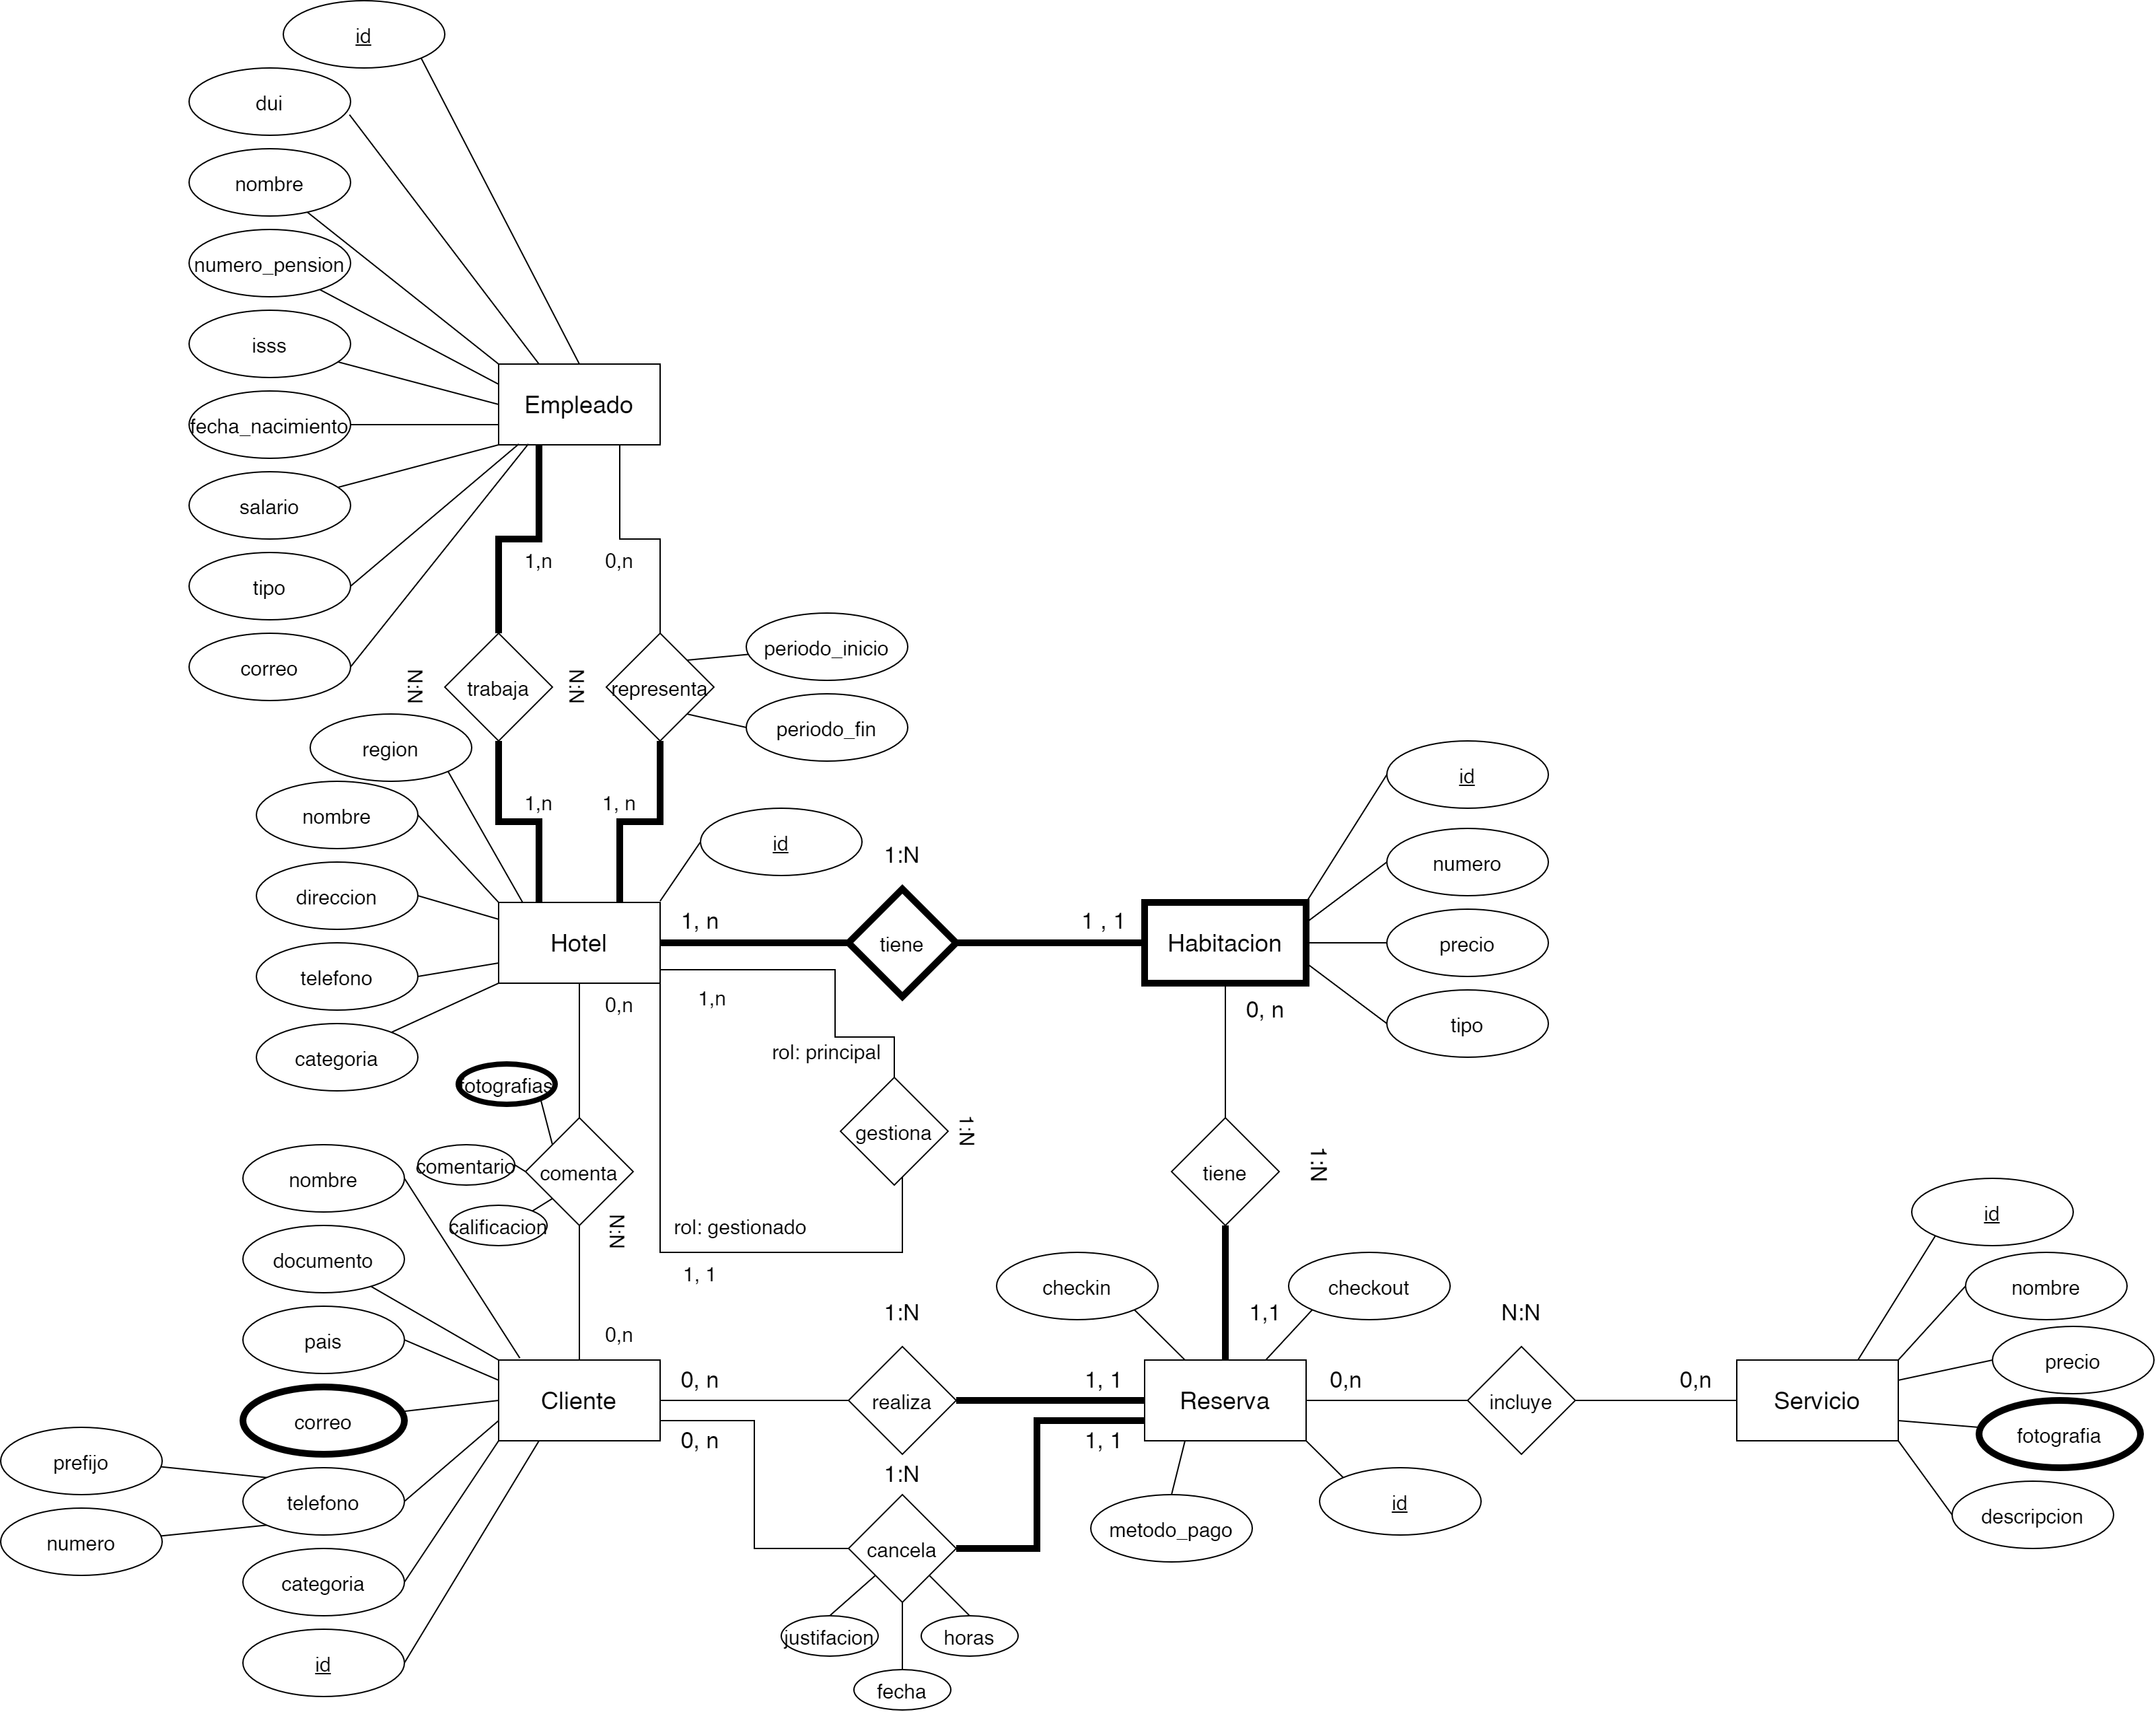 id
dui
nombre
numero_pension
isss
Empleado
fecha_nacimiento
salario
1,n
0,n
tipo
periodo_inicio
correo
N:N
trabaja
N:N
representa
periodo_fin
region
id
1,n
1, n
nombre
id
1:N
numero
direccion
1, n
1 , 1
Hotel
tiene
Habitacion
precio
telefono
0,n
1,n
0, n
tipo
categoria
rol: principal
fotografias
gestiona
1:N
comentario
comenta
tiene
1:N
nombre
calificacion
N:N
rol: gestionado
id
documento
1, 1
checkin
checkout
nombre
pais
0,n
1:N
1,1
N:N
precio
0, n
1, 1
0,n
0,n
Cliente
realiza
Reserva
incluye
Servicio
correo
0, n
1, 1
fotografia
prefijo
1:N
telefono
id
descripcion
numero
cancela
metodo_pago
categoria
justifacion
horas
id
fecha